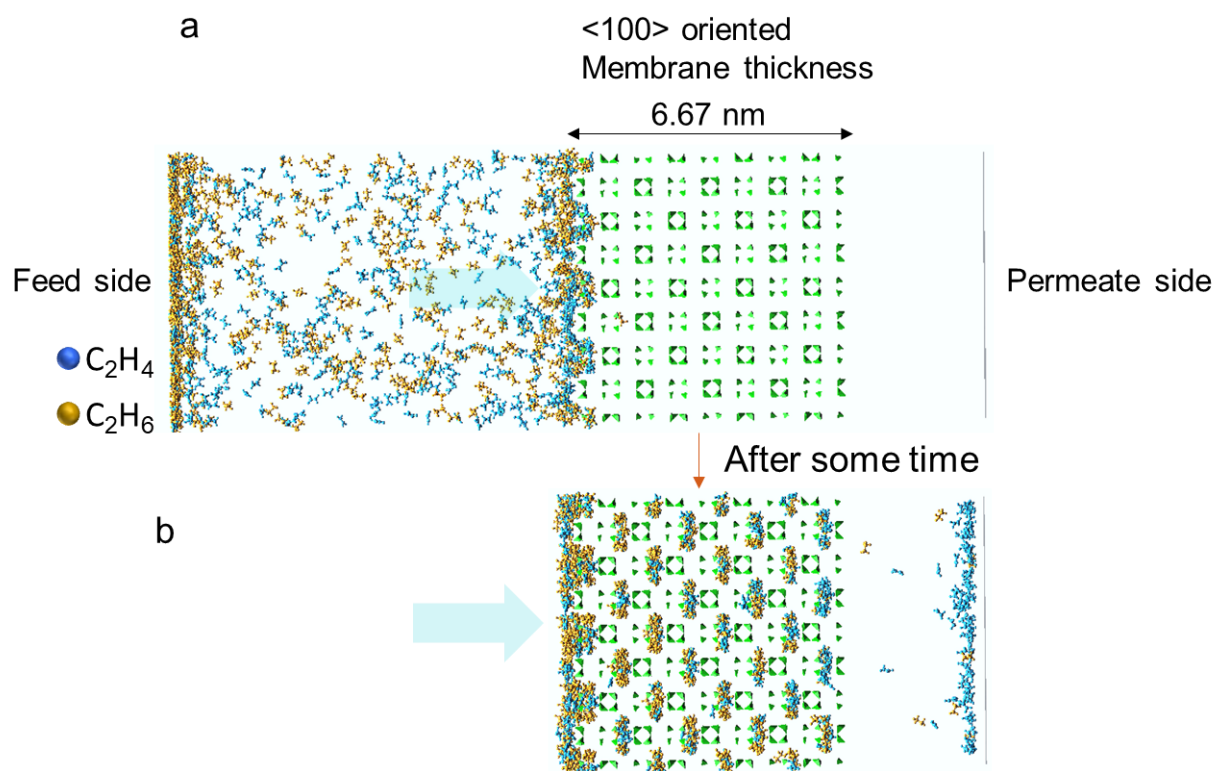 a
<100> oriented
Membrane thickness
6.67 nm
Feed side
Permeate side
C₂H₄
C₂H₆
After some time
b